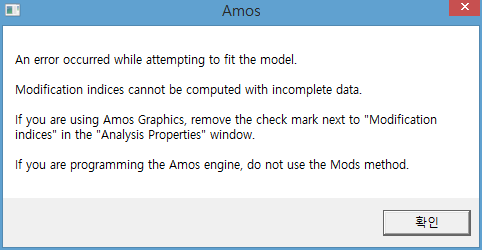 Amos
An error occurred while attempting to fit the model.
Modification indices cannot be computed with incomplete data.
If you are using Amos Graphics, remove the check mark next to "Modification
indices" in the "Analysis Properties" window.
If you are programming the Amos engine, do not use the Mods method.
확인